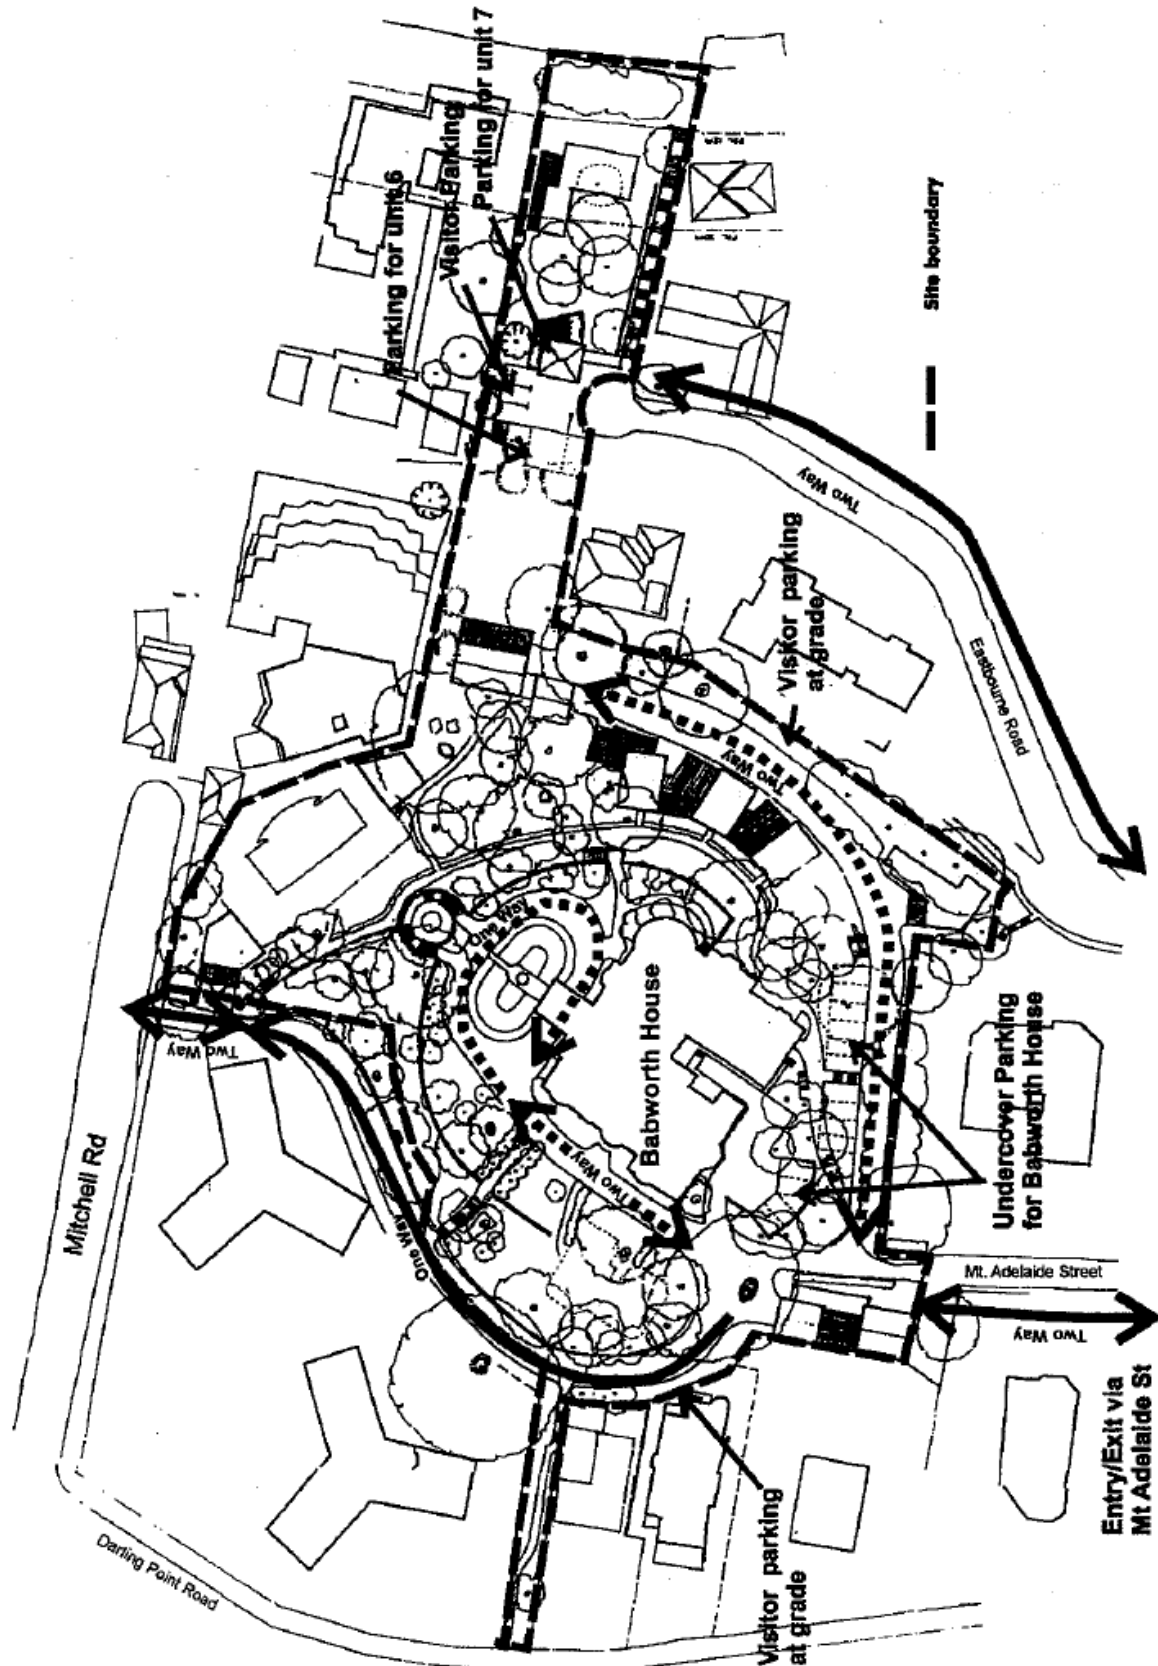 Parking for unit 6
Visitor Parking
Parking for unit 7
Site boundary
Two Way
Visitor parking
at grade
Eastbourne Road
Two Way
One Way
Two Way
Mitchell Rd
Babworth House
Two Way
One Way
Undercover Parking
for Babworth House
Mt. Adelaide Street
Two Way
Entry/Exit via
Mt Adelaide St
Visitor parking
at grade
Darling Point Road